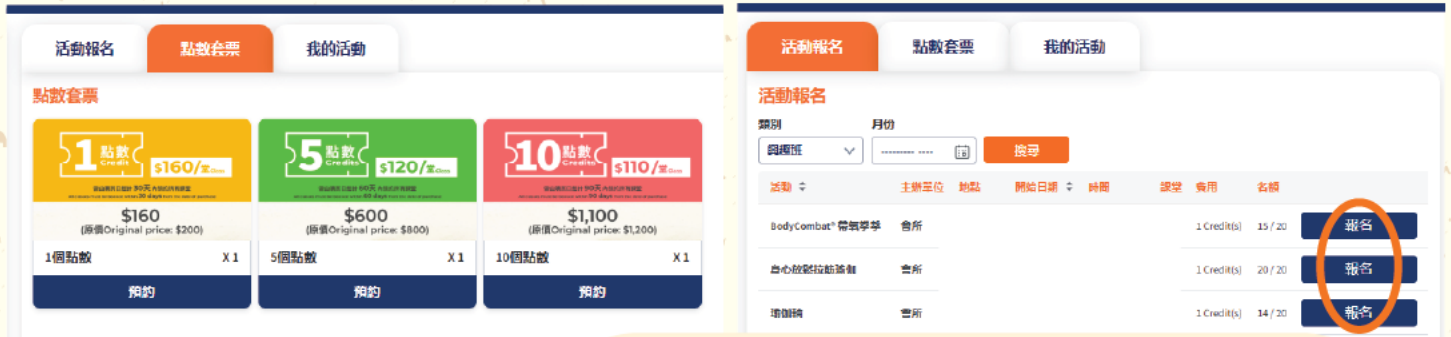 活動報名 點數套票 我的活動
點數套票
1 點數 Credit $160/堂
$160
(原價Original price: $200)
1個點數 X 1
預約
5 點數 Credits $120/堂
$600
(原價Original price: $800)
5個點數 X 1
預約
10 點數 Credits $110/堂
$1,100
(原價Original price: $1,200)
10個點數 X 1
預約
活動報名 點數套票 我的活動
活動報名
類別 月份
興趣班 --------- ---- 搜尋
活動 主辦單位 地點 開始日期 時間 課堂 費用 名額
BodyCombat® 帶氧搏擊 會所 1 Credit(s) 15 / 20 報名
身心放鬆拉筋瑜伽 會所 1 Credit(s) 20 / 20 報名
瑜伽輪 會所 1 Credit(s) 14 / 20 報名